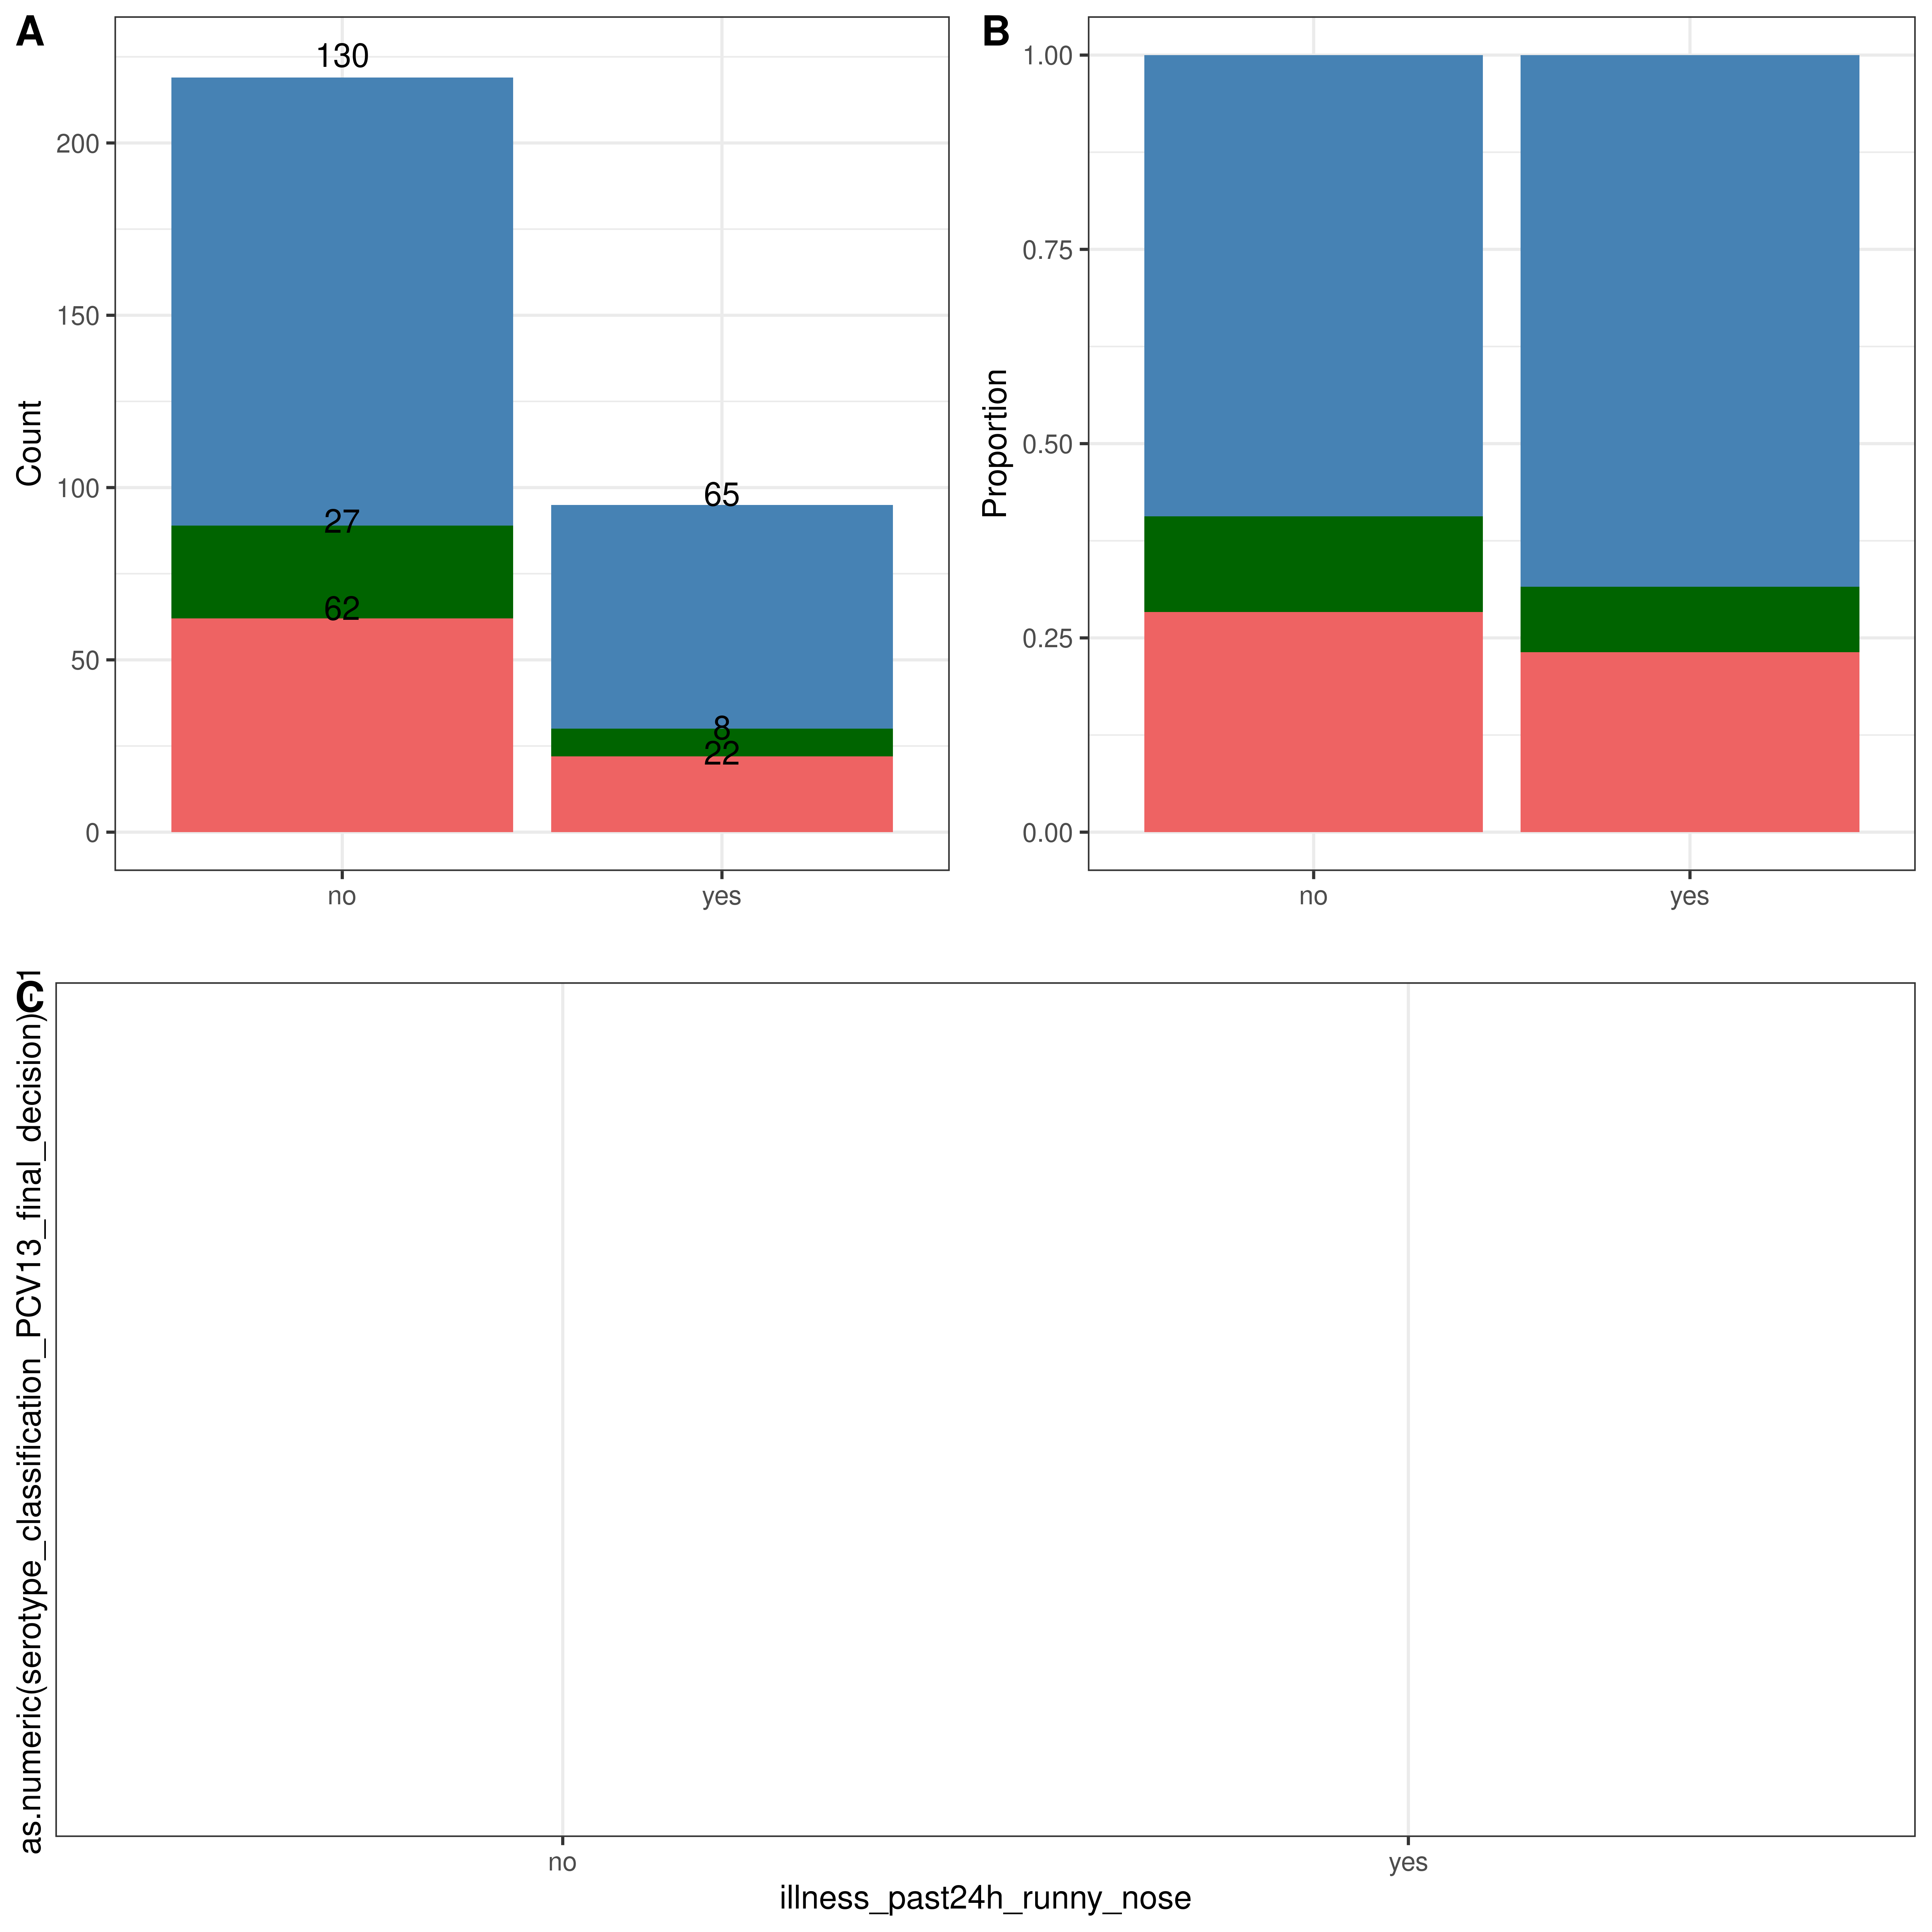 A
130
200
150
100
50
0
Count
27
62
65
8
22
no
yes
B
1.00
0.75
0.50
0.25
0.00
Proportion
no
yes
C
as.numeric(serotype_classification_PCV13_final_decision) - 1
no
yes
illness_past24h_runny_nose